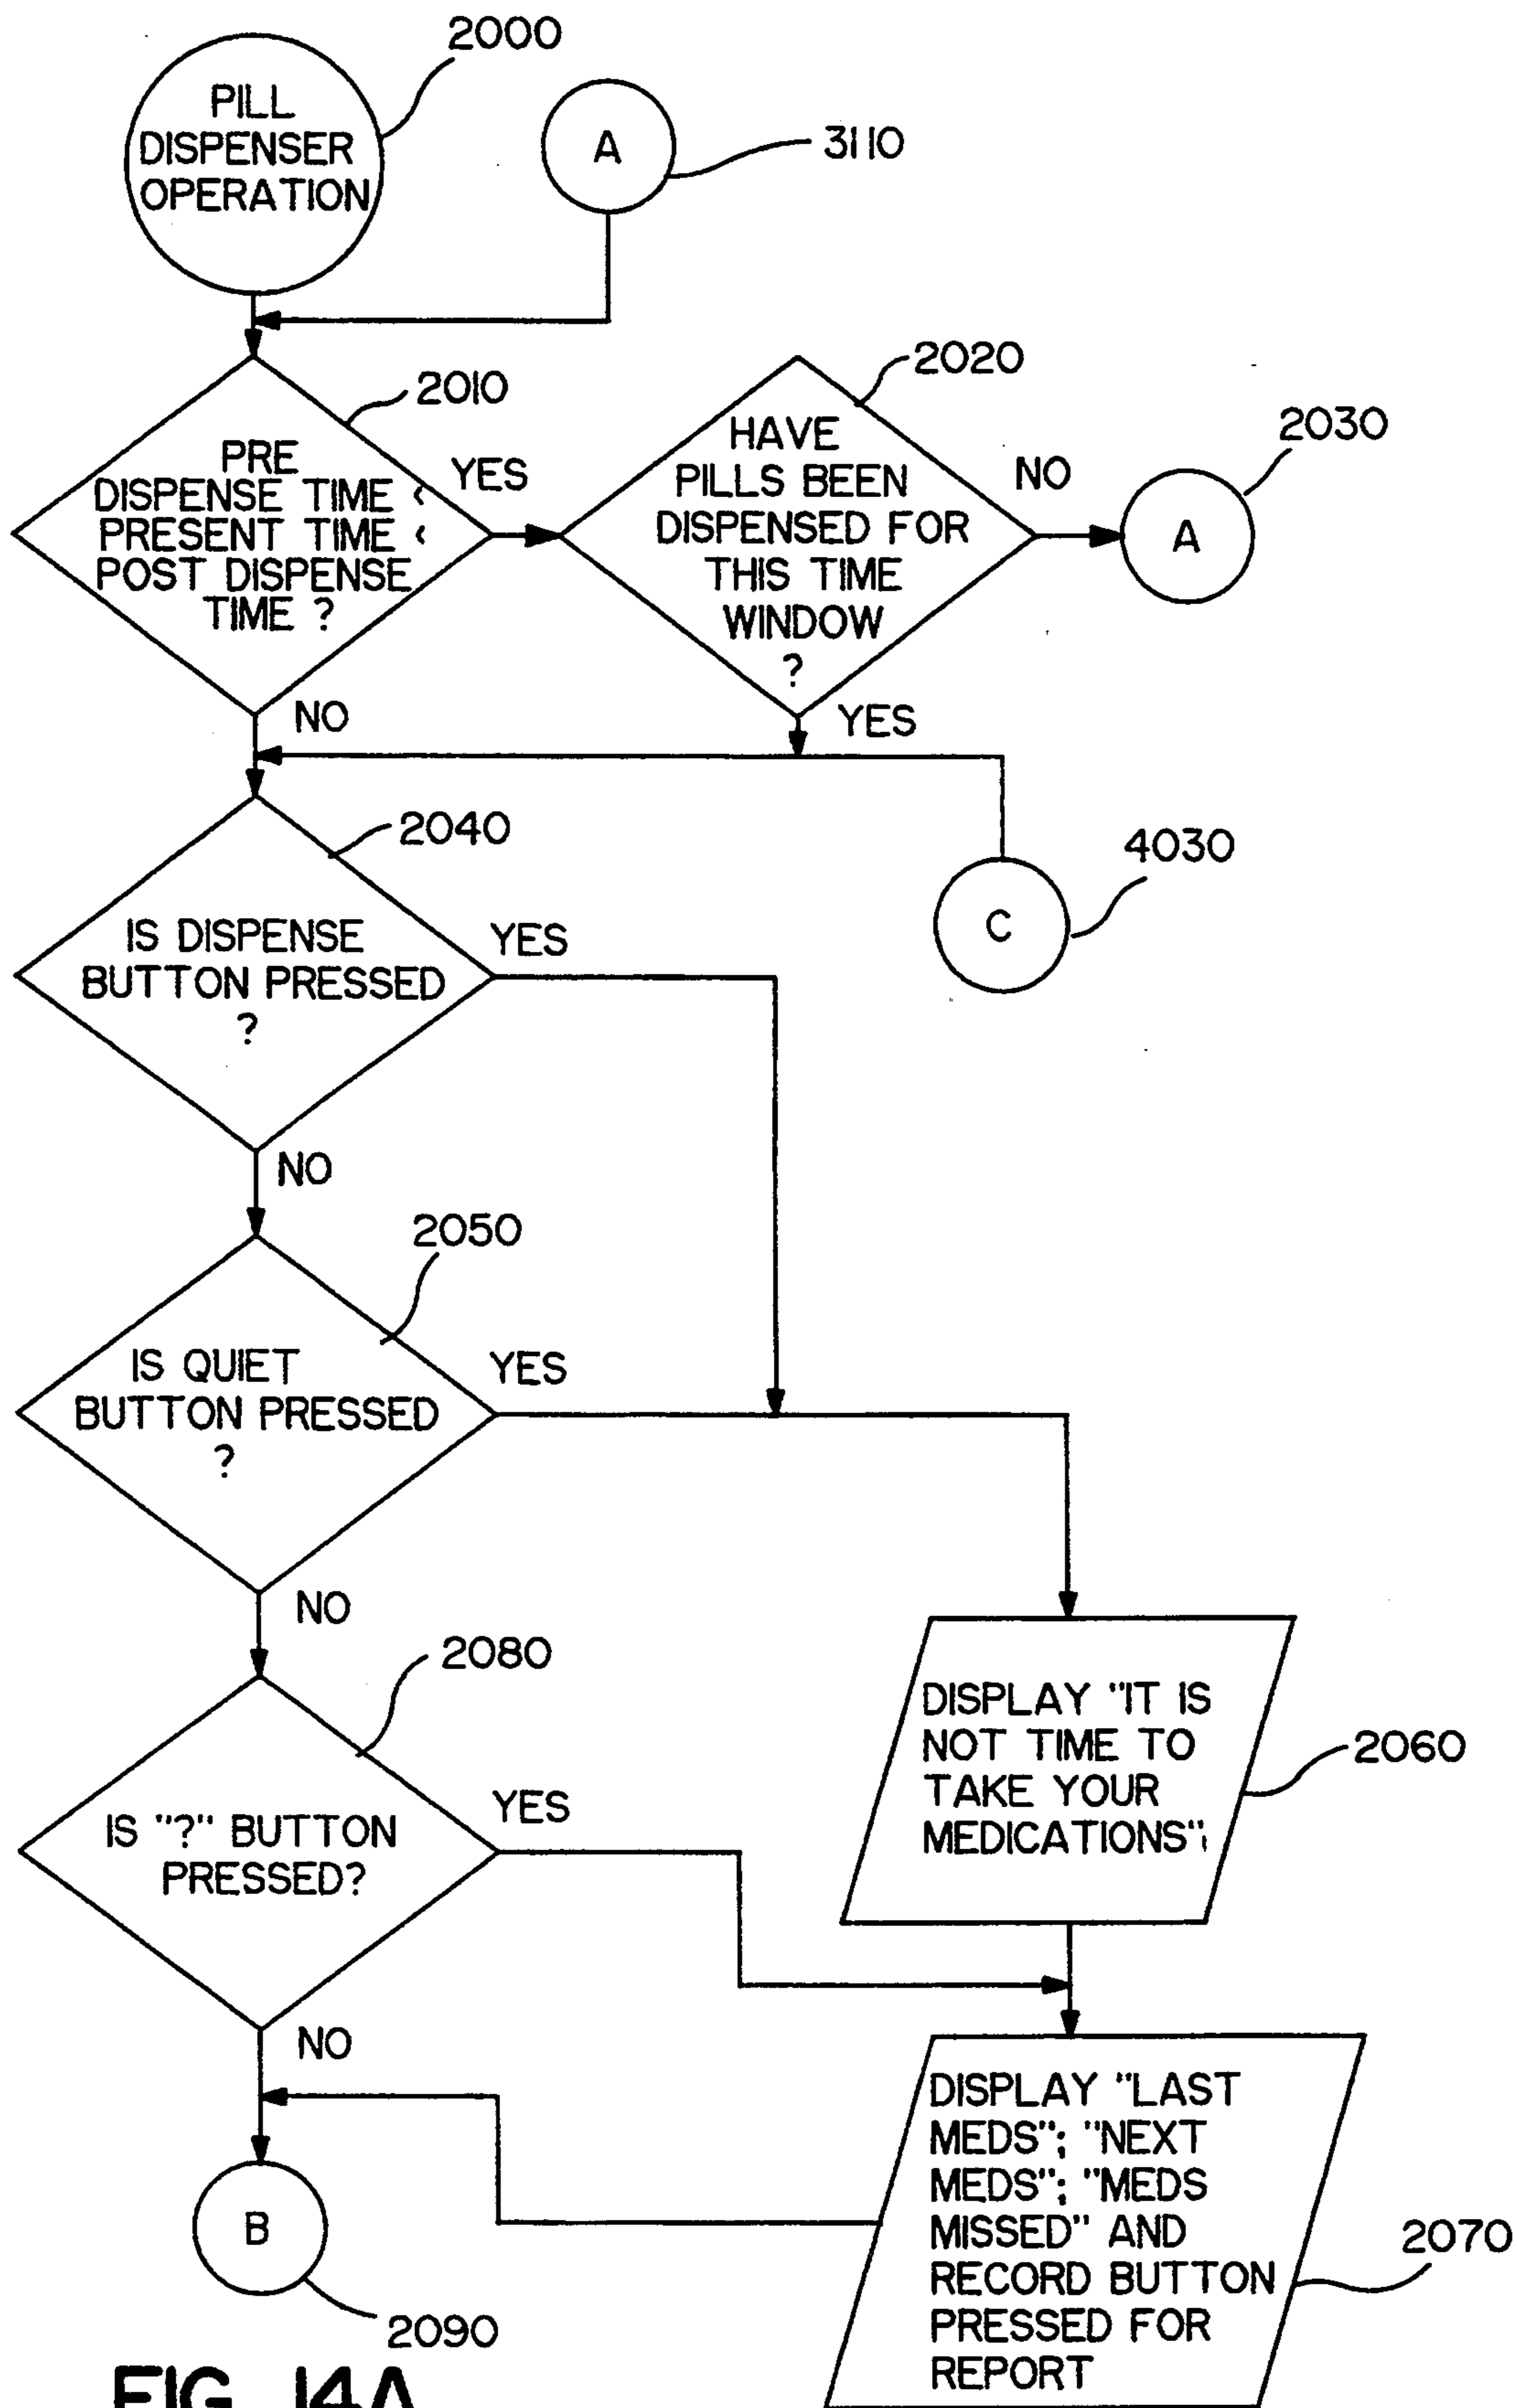 2000
PILL
DISPENSER
OPERATION
A
3110
2010
PRE
DISPENSE TIME <
PRESENT TIME <
POST DISPENSE
TIME ?
YES
2020
HAVE
PILLS BEEN
DISPENSED FOR
THIS TIME
WINDOW
?
NO
2030
A
NO
YES
2040
IS DISPENSE
BUTTON PRESSED
?
YES
4030
C
NO
2050
IS QUIET
BUTTON PRESSED
?
YES
NO
2080
IS "?" BUTTON
PRESSED?
YES
DISPLAY "IT IS
NOT TIME TO
TAKE YOUR
MEDICATIONS";
2060
NO
B
2090
DISPLAY "LAST
MEDS"; "NEXT
MEDS"; "MEDS
MISSED" AND
RECORD BUTTON
PRESSED FOR
REPORT
2070
FIG. 14A